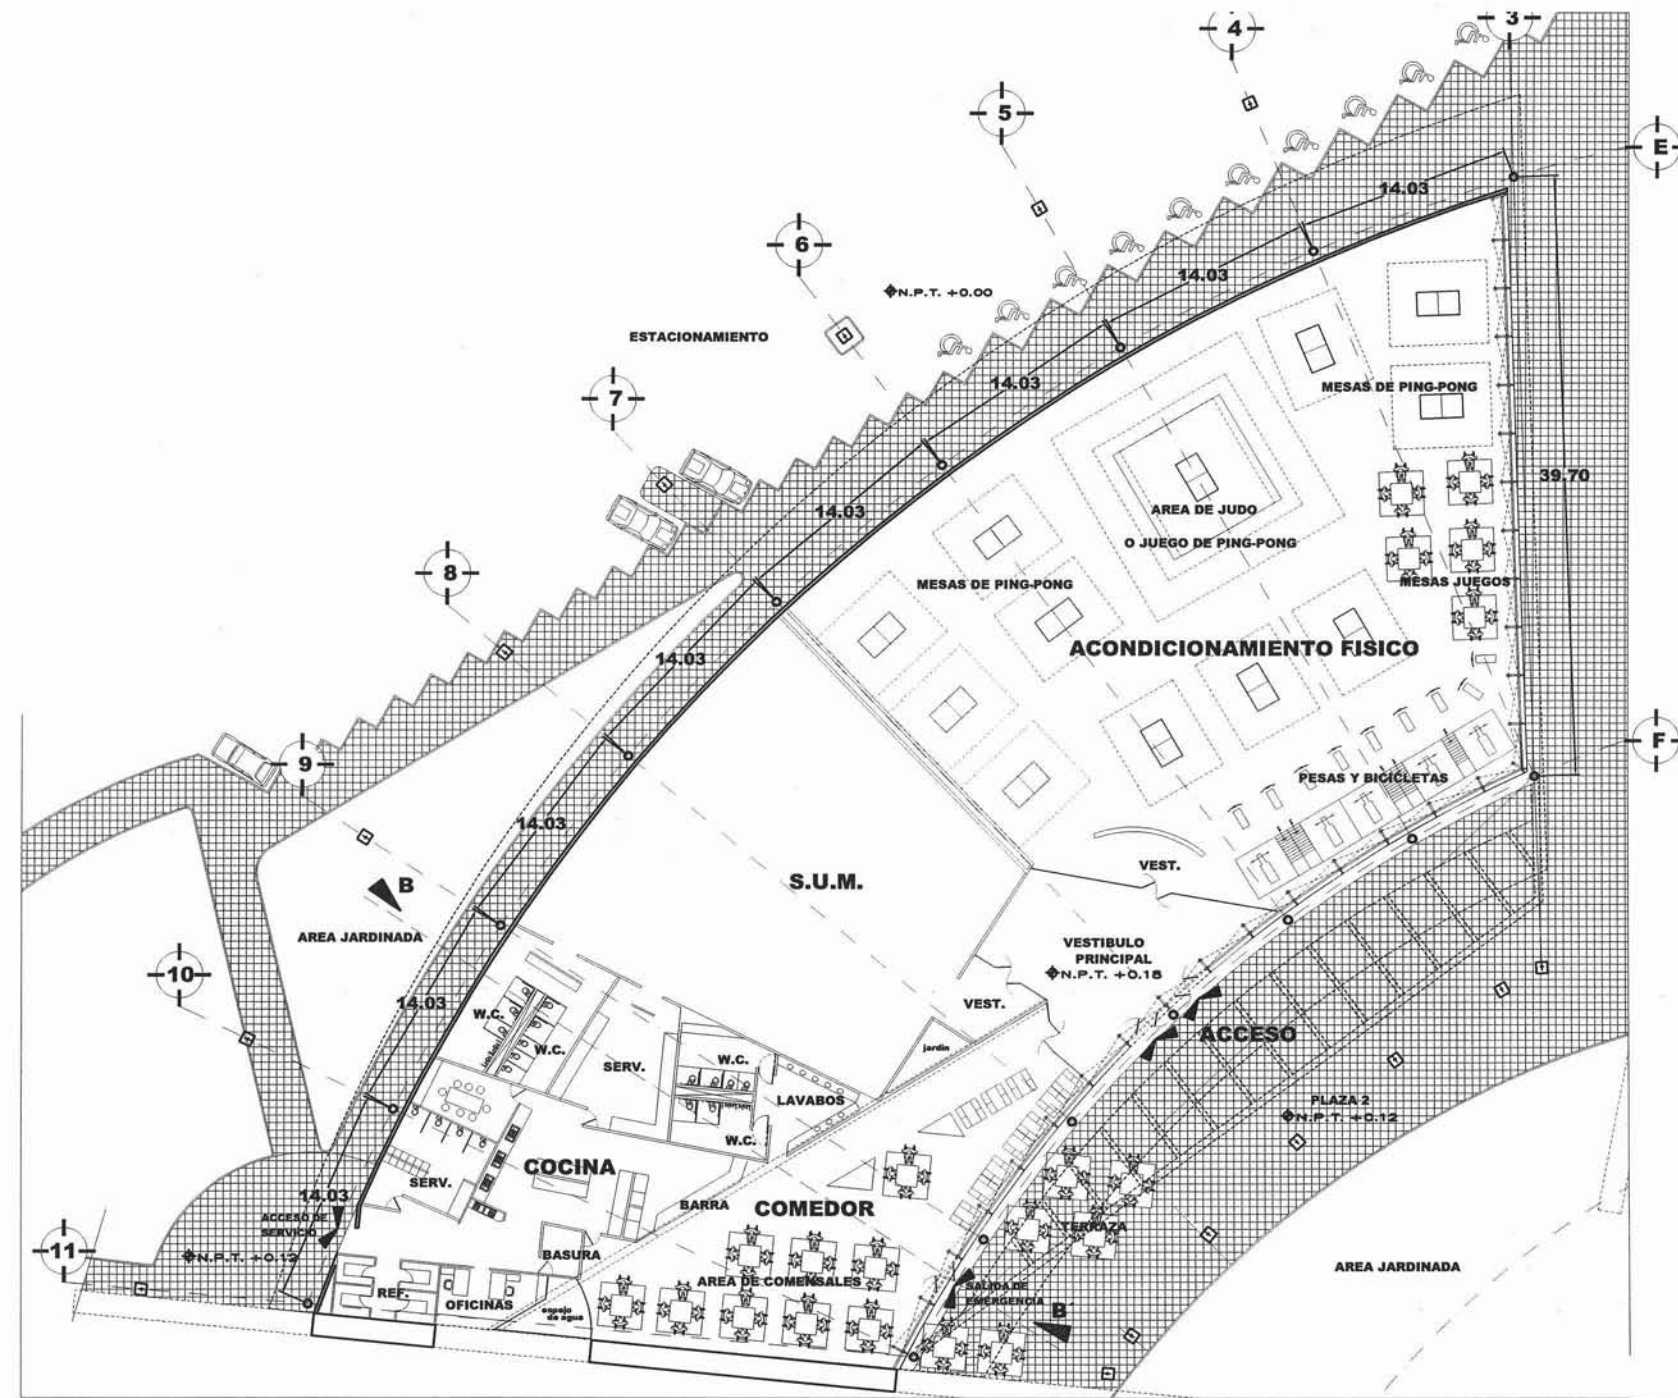 3
4
5
E
14.03
6
14.03
N.P.T. +0.00
ESTACIONAMIENTO
14.03
MESAS DE PING-PONG
7
39.70
14.03
AREA DE JUDO
O JUEGO DE PING-PONG
8
MESAS DE PING-PONG
MESAS JUEGOS
ACONDICIONAMIENTO FISICO
14.03
F
9
PESAS Y BICICLETAS
14.03
VEST.
B
S.U.M.
AREA JARDINADA
VESTIBULO
PRINCIPAL
N.P.T. +0.18
10
14.03
VEST.
W.C.
ACCESO
jardin
W.C.
W.C.
SERV.
LAVABOS
PLAZA 2
N.P.T. +0.12
W.C.
COCINA
SERV.
14.03
BARRA
COMEDOR
ACCESO DE
SERVICIO
TERRAZA
11
N.P.T. +0.12
BASURA
AREA DE COMENSALES
AREA JARDINADA
SALIDA DE
EMERGENCIA
REF.
OFICINAS
espejo
de agua
B